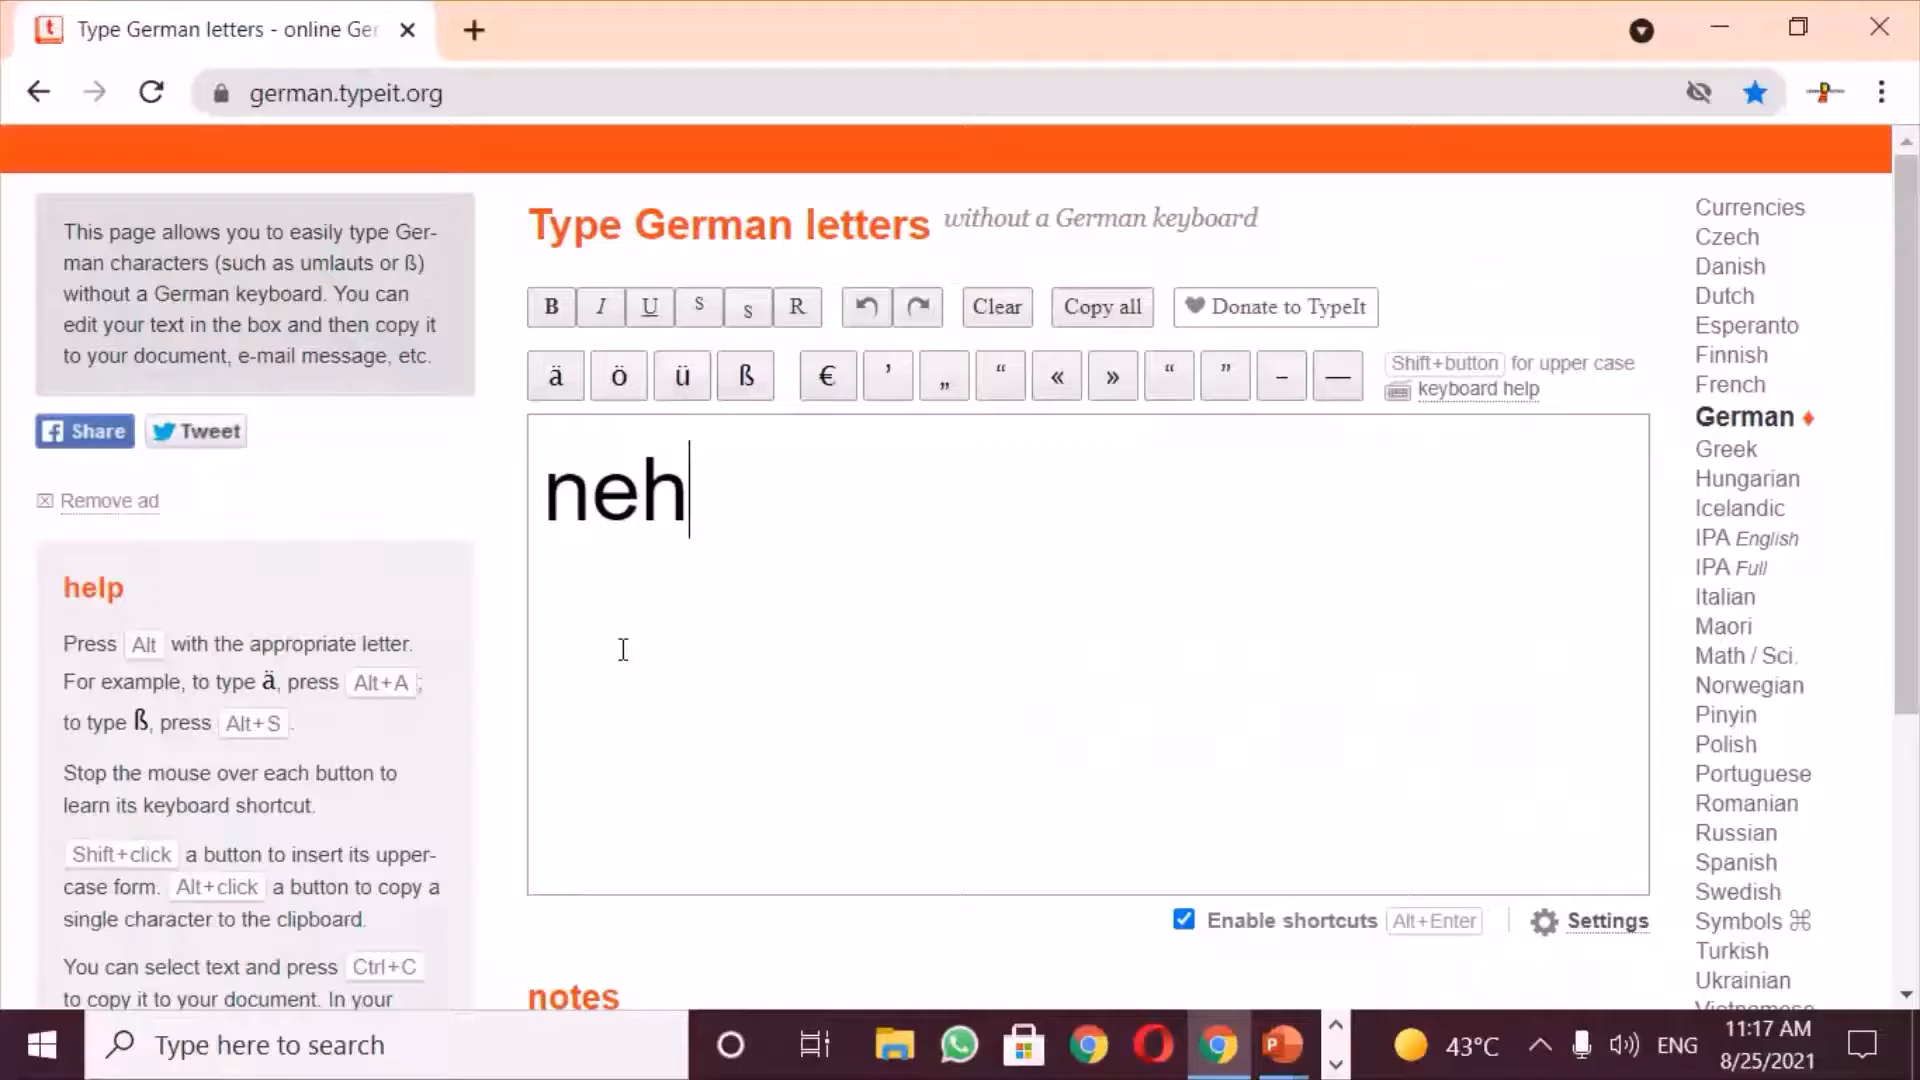 Type German letters - online Ger
german.typeit.org
This page allows you to easily type Ger-
man characters (such as umlauts or ß)
without a German keyboard. You can
edit your text in the box and then copy it
to your document, e-mail message, etc.
Share Tweet
Remove ad
help
Press Alt with the appropriate letter.
For example, to type ä, press Alt+A;
to type ß, press Alt+S.
Stop the mouse over each button to
learn its keyboard shortcut.
Shift+click a button to insert its upper-
case form. Alt+click a button to copy a
single character to the clipboard.
You can select text and press Ctrl+C
to copy it to your document. In your
Type German letters without a German keyboard
B I U S S R Clear Copy all Donate to TypeIt
ä ö ü ß € ’ „ “ « » “ ” – —
Shift+button for upper case
keyboard help
neh
Enable shortcuts Alt+Enter Settings
notes
Currencies
Czech
Danish
Dutch
Esperanto
Finnish
French
German
Greek
Hungarian
Icelandic
IPA English
IPA Full
Italian
Maori
Math / Sci.
Norwegian
Pinyin
Polish
Portuguese
Romanian
Russian
Spanish
Swedish
Symbols ⌘
Turkish
Ukrainian
Vietnamese
Type here to search
43°C
ENG
11:17 AM
8/25/2021